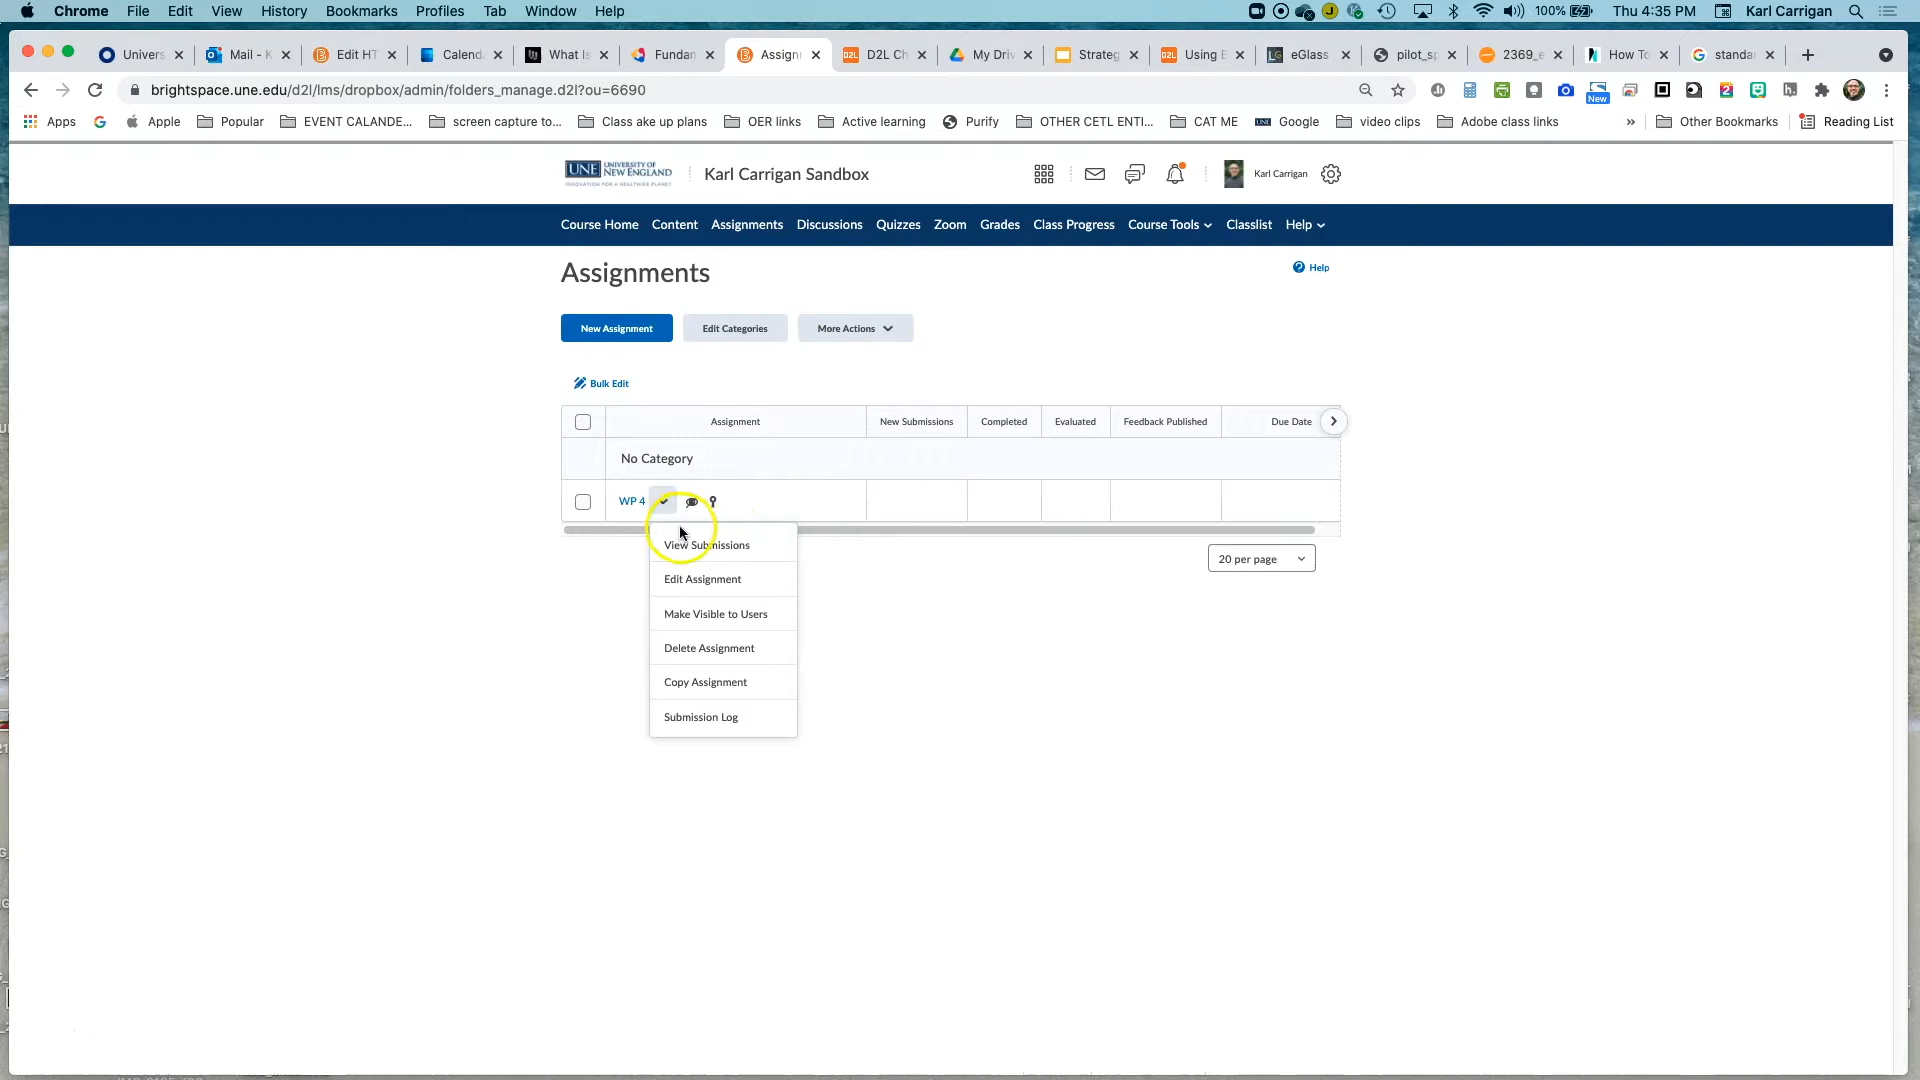 Chrome File Edit View History Bookmarks Profiles Tab Window Help 100% Thu 4:35 PM Karl Carrigan
Univers Mail - K Edit HT Calenda What Is Fundam Assignm D2L Ch My Driv Strateg Using B eGlass pilot_sp 2369_e How To standar
brightspace.une.edu/d2l/lms/dropbox/admin/folders_manage.d2l?ou=6690 New
Apps Apple Popular EVENT CALANDE... screen capture to... Class ake up plans OER links Active learning Purify OTHER CETL ENTI... CAT ME Google video clips Adobe class links » Other Bookmarks Reading List
UNE UNIVERSITY OF NEW ENGLAND
INNOVATION FOR A HEALTHIER PLANET
Karl Carrigan Sandbox Karl Carrigan
Course Home Content Assignments Discussions Quizzes Zoom Grades Class Progress Course Tools Classlist Help
Assignments
Help
New Assignment Edit Categories More Actions
Bulk Edit
Assignment New Submissions Completed Evaluated Feedback Published Due Date
No Category
WP 4
View Submissions
20 per page
Edit Assignment
Make Visible to Users
Delete Assignment
Copy Assignment
Submission Log